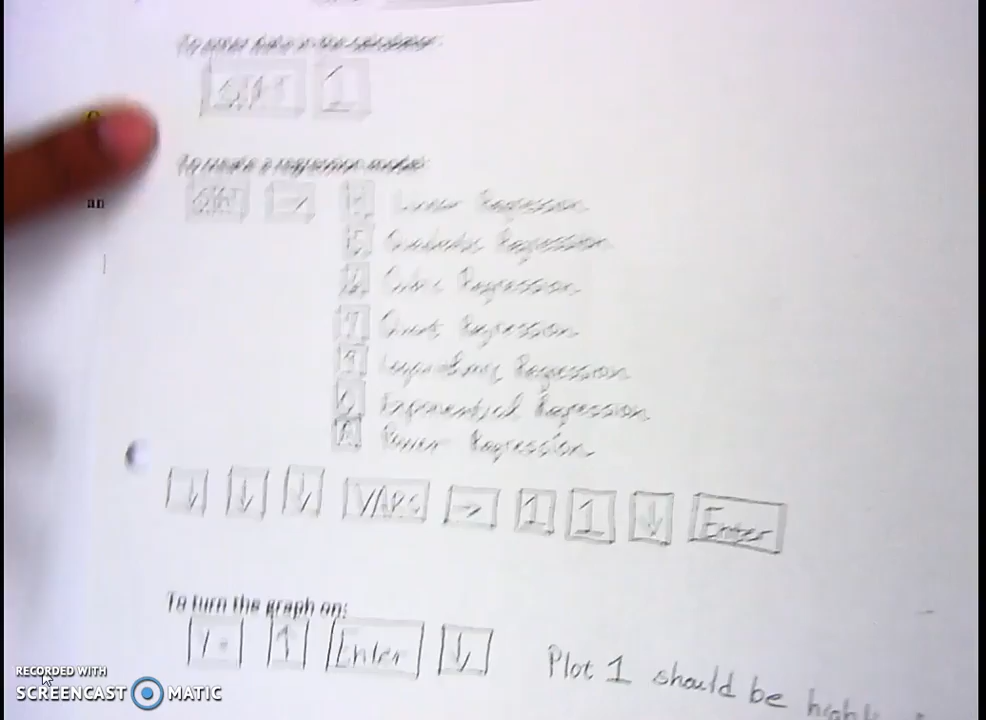 To enter data in the calculator:
STAT 1
To create a regression model:
STAT → Linear Regression
5 Quadratic Regression
6 Cubic Regression
7 Quart Regression
9 Logarithmic Regression
0 Exponential Regression
A Power Regression
an
↓ ↓ ↓ VARS → 1 1 ↓ Enter
To turn the graph on:
Y= 1 Enter ↓ Plot 1 should be
RECORDED WITH
SCREENCAST MATIC